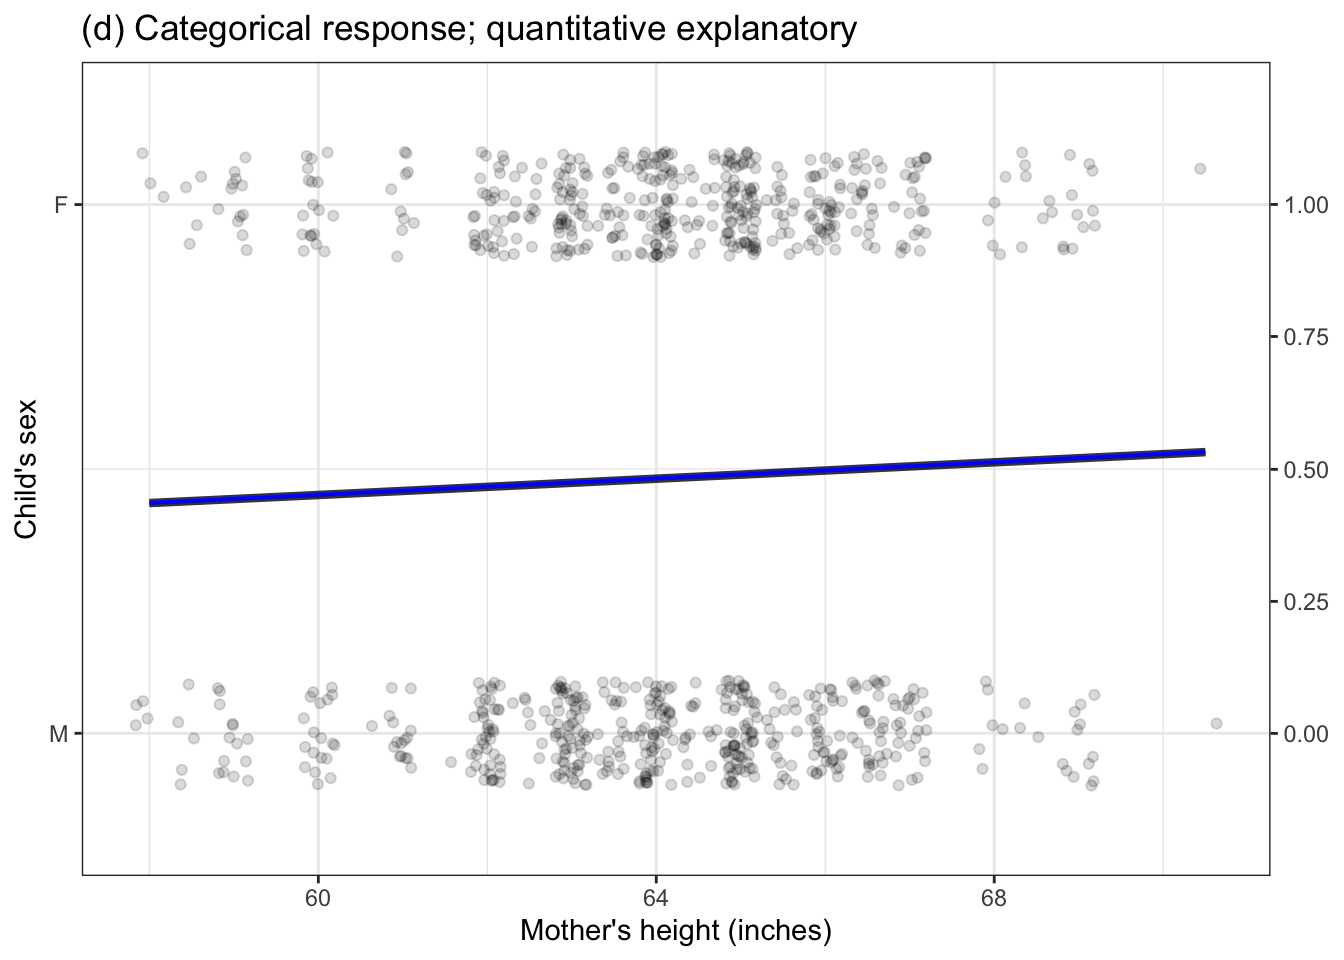 (d) Categorical response; quantitative explanatory
F
M
Child's sex
1.00
0.75
0.50
0.25
0.00
60
64
68
Mother's height (inches)